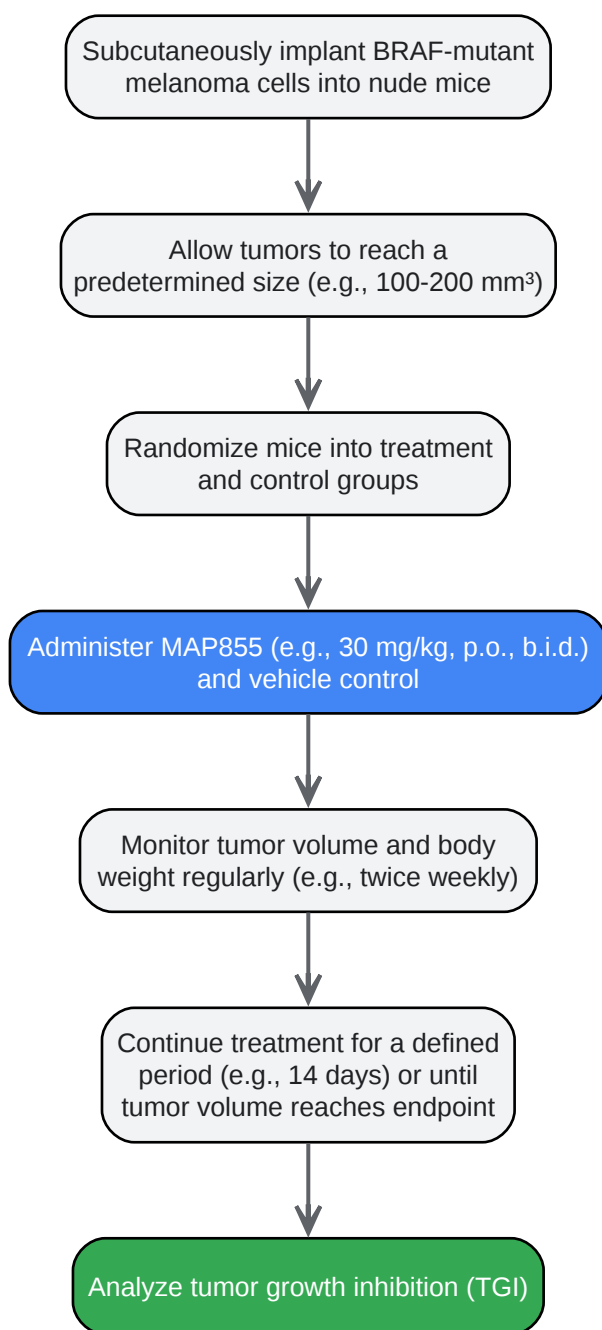 Subcutaneously implant BRAF-mutant
melanoma cells into nude mice
Allow tumors to reach a
predetermined size (e.g., 100-200 mm³)
Randomize mice into treatment
and control groups
Administer MAP855 (e.g., 30 mg/kg, p.o., b.i.d.)
and vehicle control
Monitor tumor volume and body
weight regularly (e.g., twice weekly)
Continue treatment for a defined
period (e.g., 14 days) or until
tumor volume reaches endpoint
Analyze tumor growth inhibition (TGI)